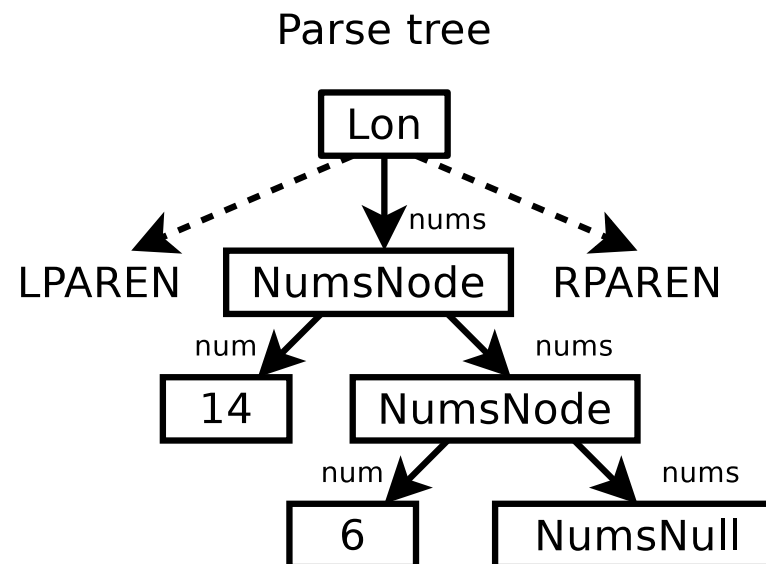 Parse tree
Lon
nums
LPAREN NumsNode RPAREN
num nums
14 NumsNode
num nums
6 NumsNull